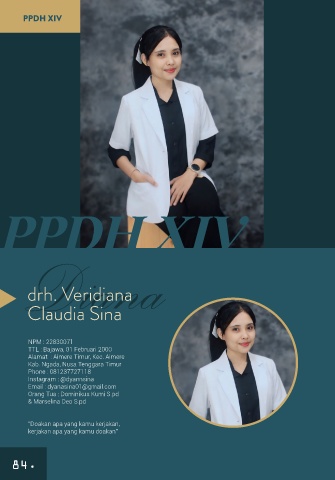 PPDH XIV
PPDH XIV
Diana
drh. Veridiana
Claudia Sina
NPM : 22830071
TTL : Bajawa, 01 Februari 2000
Alamat : Aimere Timur, Kec. Aimere
Kab. Ngada, Nusa Tenggara Timur
Phone : 081237727118
Instagram : @dyannsina
Email : dyanasina01@gmail.com
Orang Tua : Dominikus Kumi S.pd
& Marselina Deo S.pd
"Doakan apa yang kamu kerjakan,
kerjakan apa yang kamu doakan"
84 .